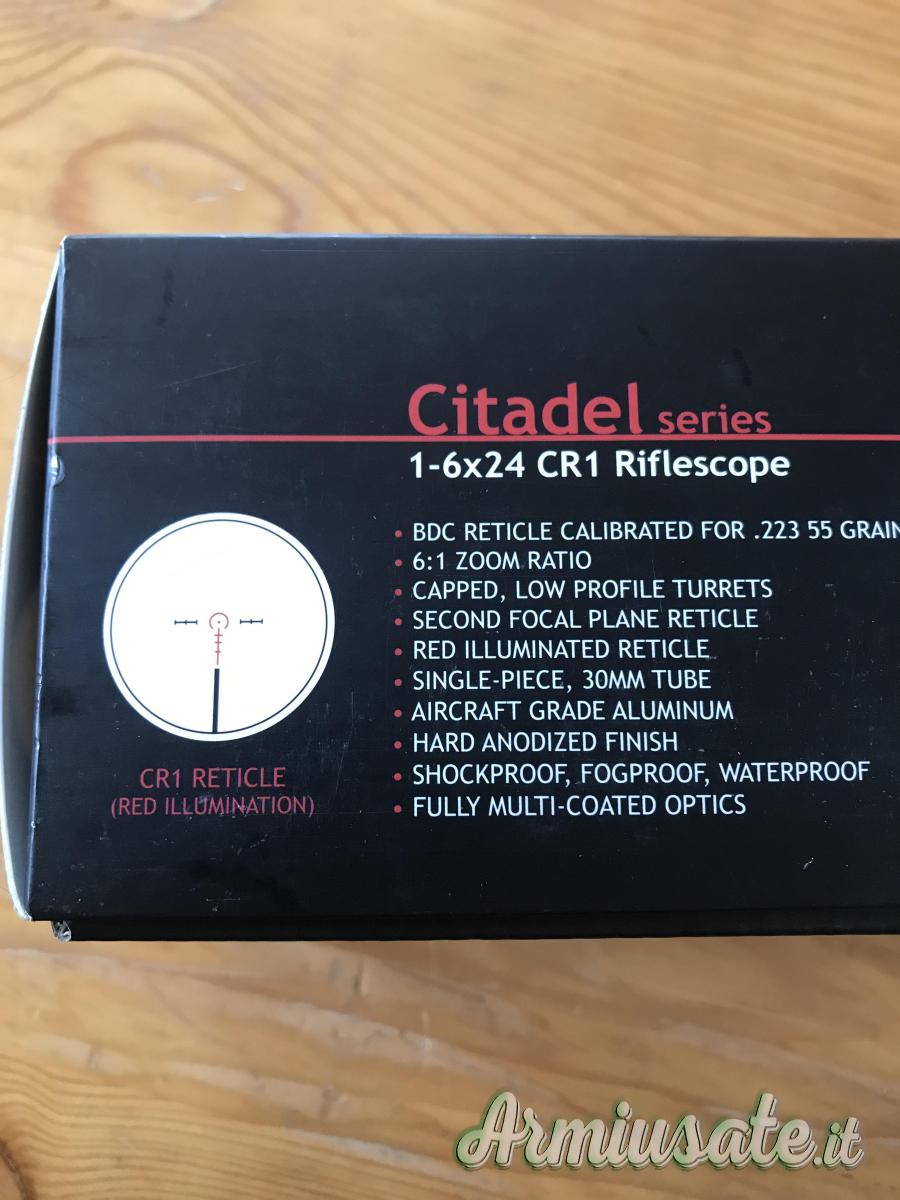 Citadel series
1-6x24 CR1 Riflescope
• BDC RETICLE CALIBRATED FOR .223 55 GRAIN
• 6:1 ZOOM RATIO
• CAPPED, LOW PROFILE TURRETS
• SECOND FOCAL PLANE RETICLE
• RED ILLUMINATED RETICLE
• SINGLE-PIECE, 30MM TUBE
• AIRCRAFT GRADE ALUMINUM
• HARD ANODIZED FINISH
• SHOCKPROOF, FOGPROOF, WATERPROOF
• FULLY MULTI-COATED OPTICS
CR1 RETICLE
(RED ILLUMINATION)
Armiusate.it